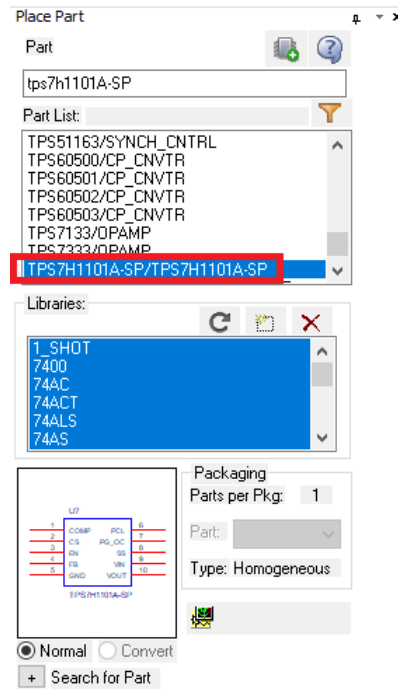 Place Part
Part
tps7h1101A-SP
Part List:
TPS51163/SYNCH_CNTRL
TPS60500/CP_CNVTR
TPS60501/CP_CNVTR
TPS60502/CP_CNVTR
TPS60503/CP_CNVTR
TPS7133/OPAMP
TPS7333/OPAMP
TPS7H1101A-SP/TPS7H1101A-SP
Libraries:
1_SHOT
7400
74AC
74ACT
74ALS
74AS
U?
1 COMP PCL 6
2 CS PG_OC 7
3 EN SS 8
4 FB VIN 9
5 GND VOUT 10
TPS7H1101A-SP
Packaging
Parts per Pkg: 1
Part:
Type: Homogeneous
Normal Convert
+ Search for Part